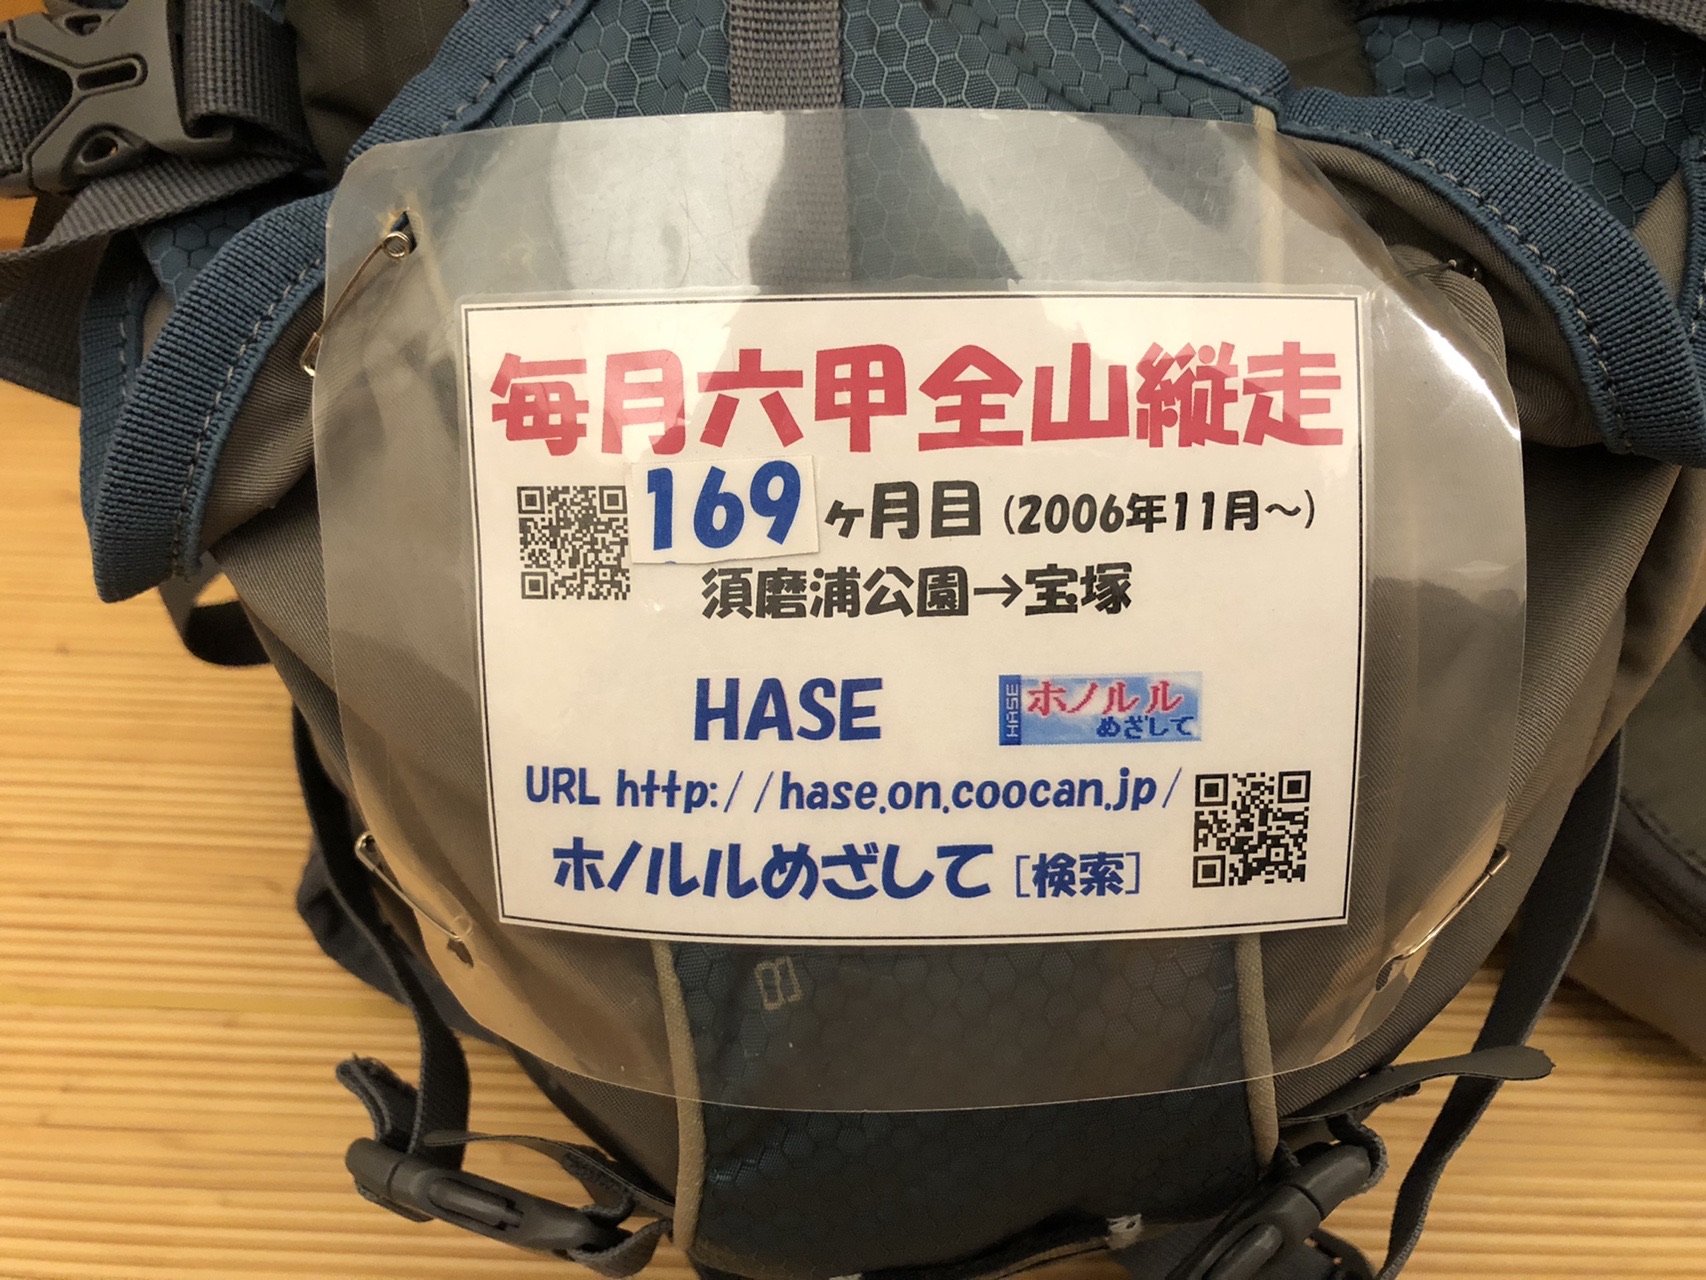 毎月六甲全山縦走
169ヶ月目(2006年11月～)
須磨浦公園→宝塚
HASE
HASE ホノルル
めざして
URL http://hase.on.coocan.jp/
ホノルルめざして [検索]